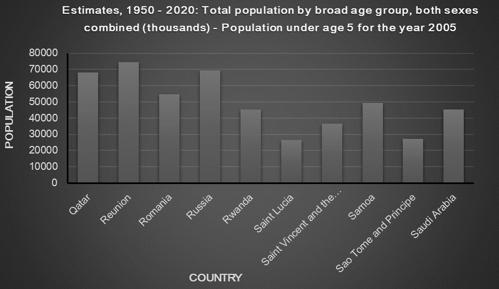 Estimates, 1950 - 2020: Total population by broad age group, both sexes
combined (thousands) - Population under age 5 for the year 2005
POPULATION
80000
70000
60000
50000
40000
30000
20000
10000
0
Qatar
Reunion
Romania
Russia
Rwanda
Saint Lucia
Saint Vincent and the...
Samoa
Sao Tome and Principe
Saudi Arabia
COUNTRY